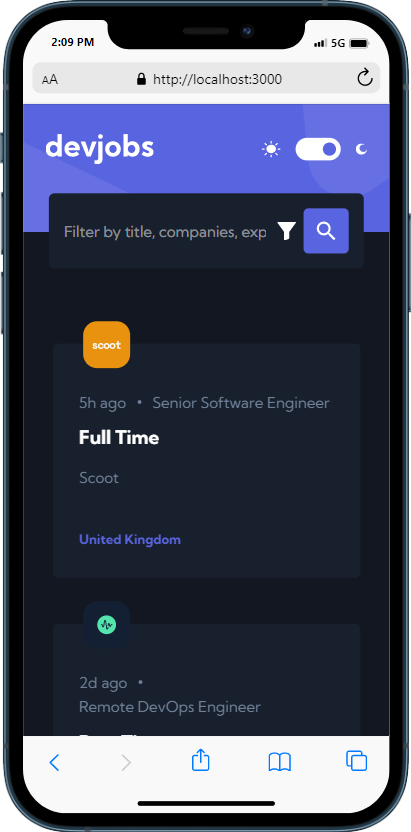 2:09 PM
5G
AA
http://localhost:3000
devjobs
Filter by title, companies, exp
scoot
5h ago • Senior Software Engineer
Full Time
Scoot
United Kingdom
2d ago •
Remote DevOps Engineer